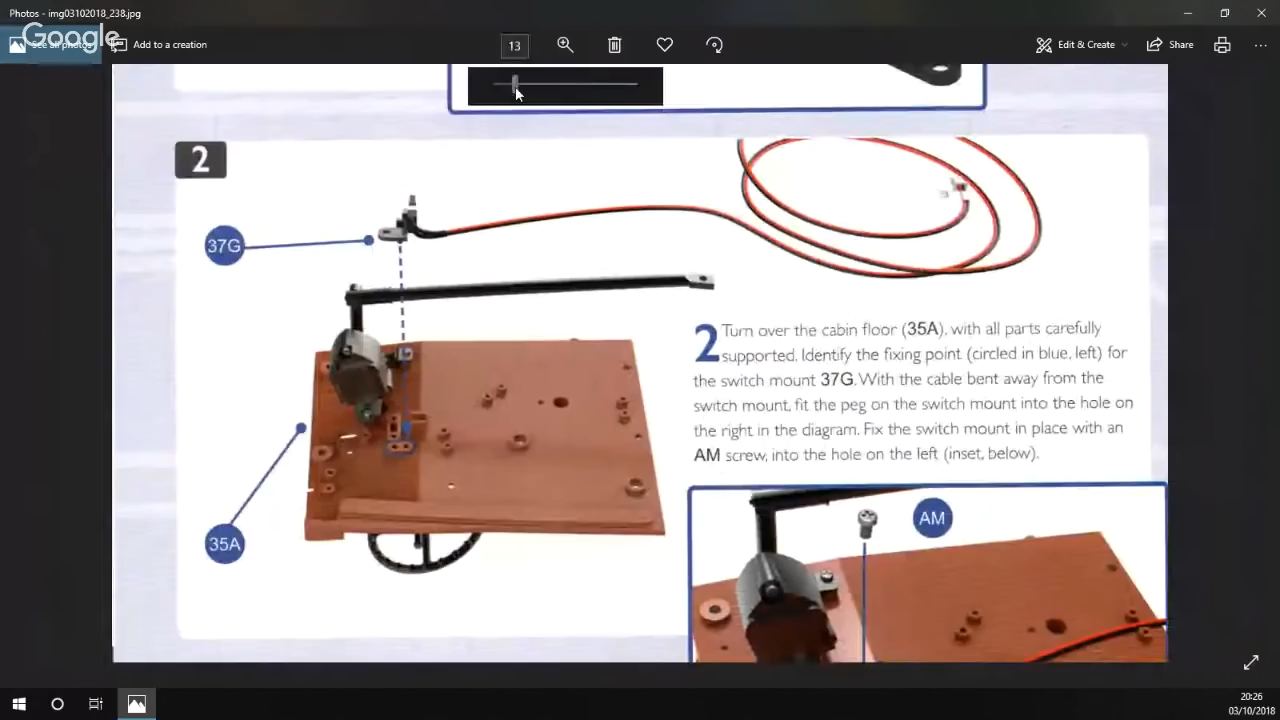 Photos - img03102018_238.jpg
Google
See all photos
Add to a creation
13
Edit & Create
Share
2
37G
35A
2 Turn over the cabin floor (35A), with all parts carefully
supported. Identify the fixing point (circled in blue, left) for
the switch mount 37G. With the cable bent away from the
switch mount, fit the peg on the switch mount into the hole on
the right in the diagram. Fix the switch mount in place with an
AM screw, into the hole on the left (inset, below).
AM
20:26
03/10/2018